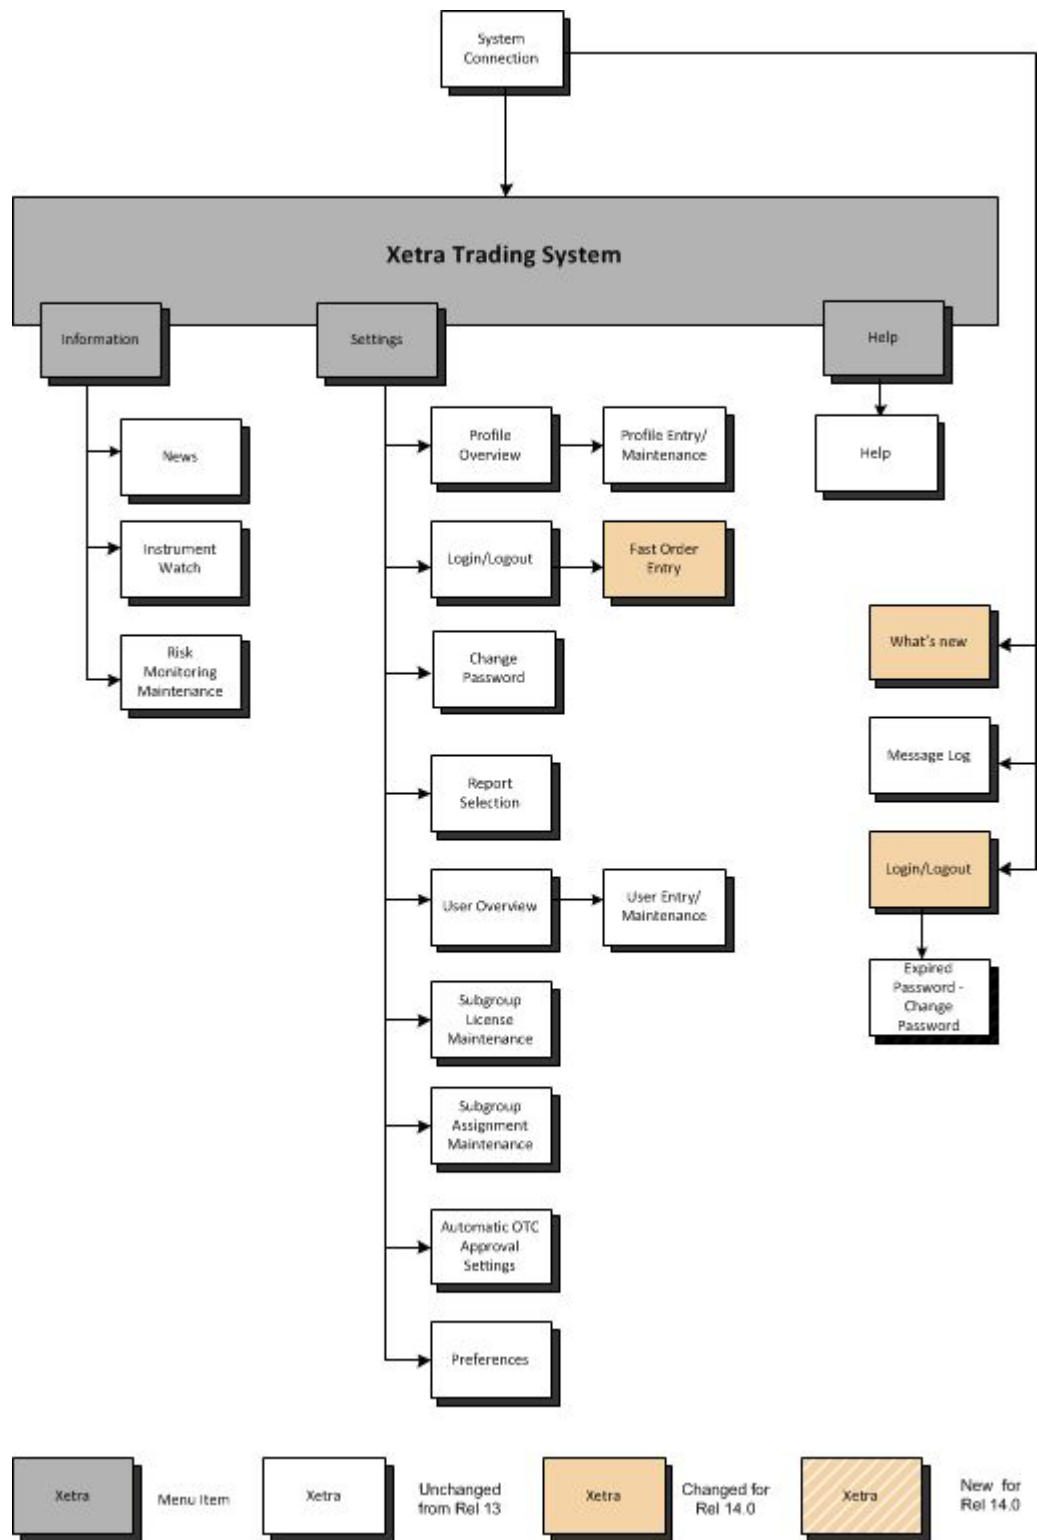 System
Connection
Xetra Trading System
Information
Settings
Help
News
Instrument
Watch
Risk
Monitoring
Maintenance
Profile
Overview
Profile Entry/
Maintenance
Login/Logout
Fast Order
Entry
Change
Password
Report
Selection
User Overview
User Entry/
Maintenance
Subgroup
License
Maintenance
Subgroup
Assignment
Maintenance
Automatic OTC
Approval
Settings
Preferences
Help
What's new
Message Log
Login/Logout
Expired
Password -
Change
Password
Xetra
Menu Item
Xetra
Unchanged
from Rel 13
Xetra
Changed for
Rel 14.0
Xetra
New for
Rel 14.0